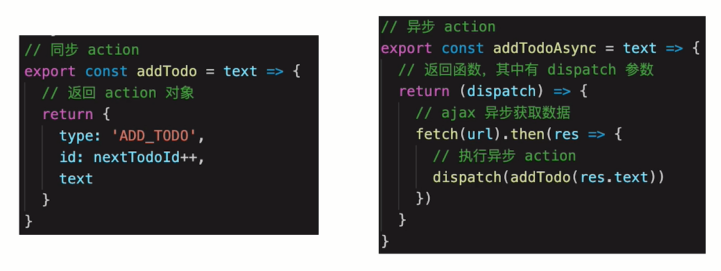 // 同步 action
export const addTodo = text => {
  // 返回 action 对象
  return {
    type: 'ADD_TODO',
    id: nextTodoId++,
    text
  }
}
// 异步 action
export const addTodoAsync = text => {
  // 返回函数，其中有 dispatch 参数
  return (dispatch) => {
    // ajax 异步获取数据
    fetch(url).then(res => {
      // 执行异步 action
      dispatch(addTodo(res.text))
    })
  }
}